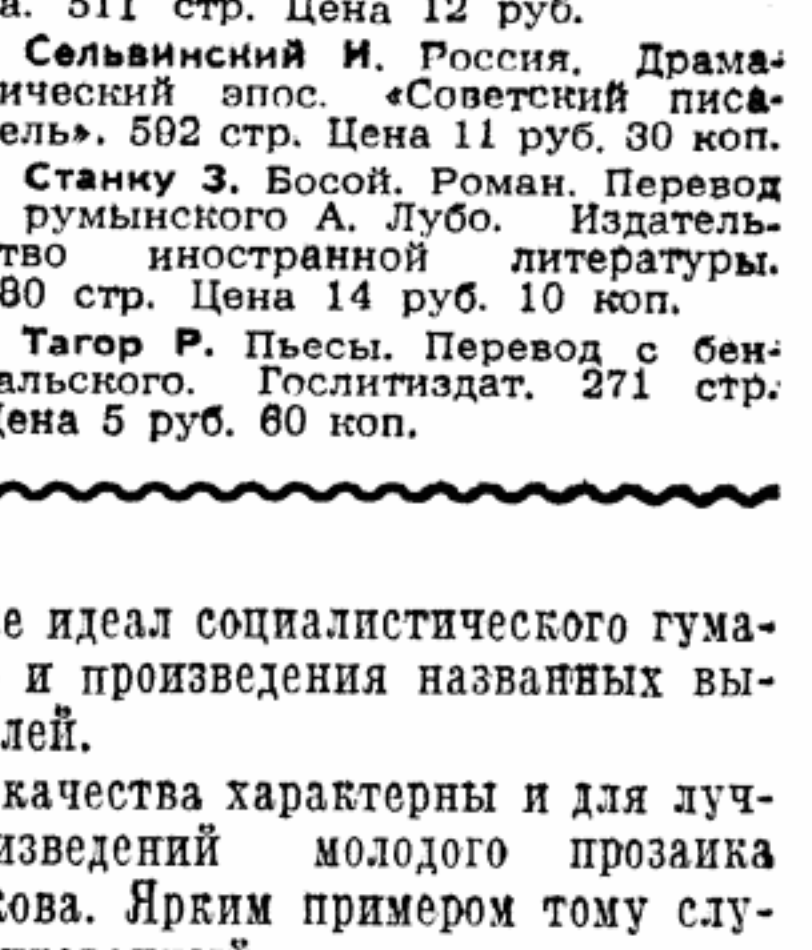 а. 511 стр. Цена 12 руб.
Сельвинский И. Россия. Драма-
ический эпос. «Советский писа-
ель». 592 стр. Цена 11 руб. 30 коп.
Станку З. Босой. Роман. Перевод
румынского А. Лубо. Издатель-
тво иностранной литературы.
80 стр. Цена 14 руб. 10 коп.
Тагор Р. Пьесы. Перевод с бен-
альского. Гослитиздат. 271 стр.
Цена 5 руб. 60 коп.
е идеал социалистического гума-
и произведения названных вы-
лей.
качества характерны и для луч-
изведений молодого прозаика
кова. Ярким примером тому слу-